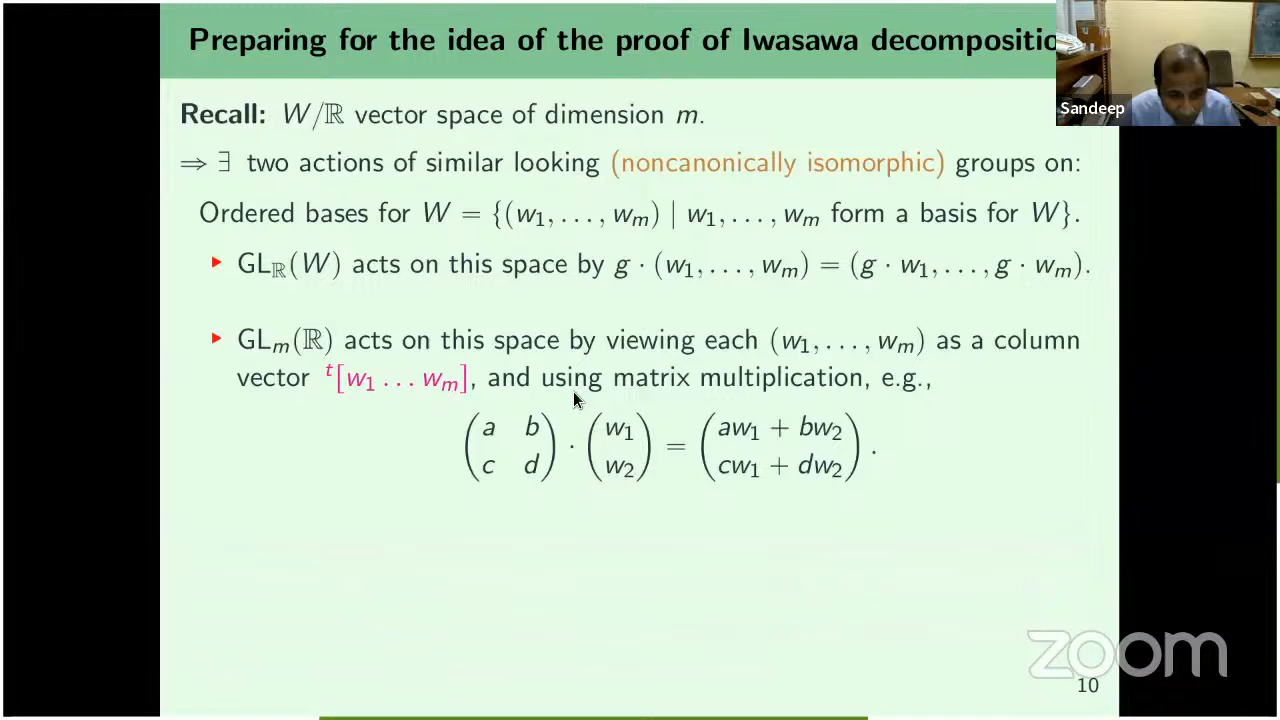 Preparing for the idea of the proof of Iwasawa decompositio
Sandeep
Recall: W/ℝ vector space of dimension m.
⇒ ∃ two actions of similar looking (noncanonically isomorphic) groups on:
Ordered bases for W = {(w₁, . . . , wₘ) | w₁, . . . , wₘ form a basis for W}.
▸ GL_ℝ(W) acts on this space by g · (w₁, . . . , wₘ) = (g · w₁, . . . , g · wₘ).
▸ GLₘ(ℝ) acts on this space by viewing each (w₁, . . . , wₘ) as a column
vector ᵗ[w₁ . . . wₘ], and using matrix multiplication, e.g.,
(a b; c d) · (w₁; w₂) = (aw₁ + bw₂; cw₁ + dw₂).
zoom
10